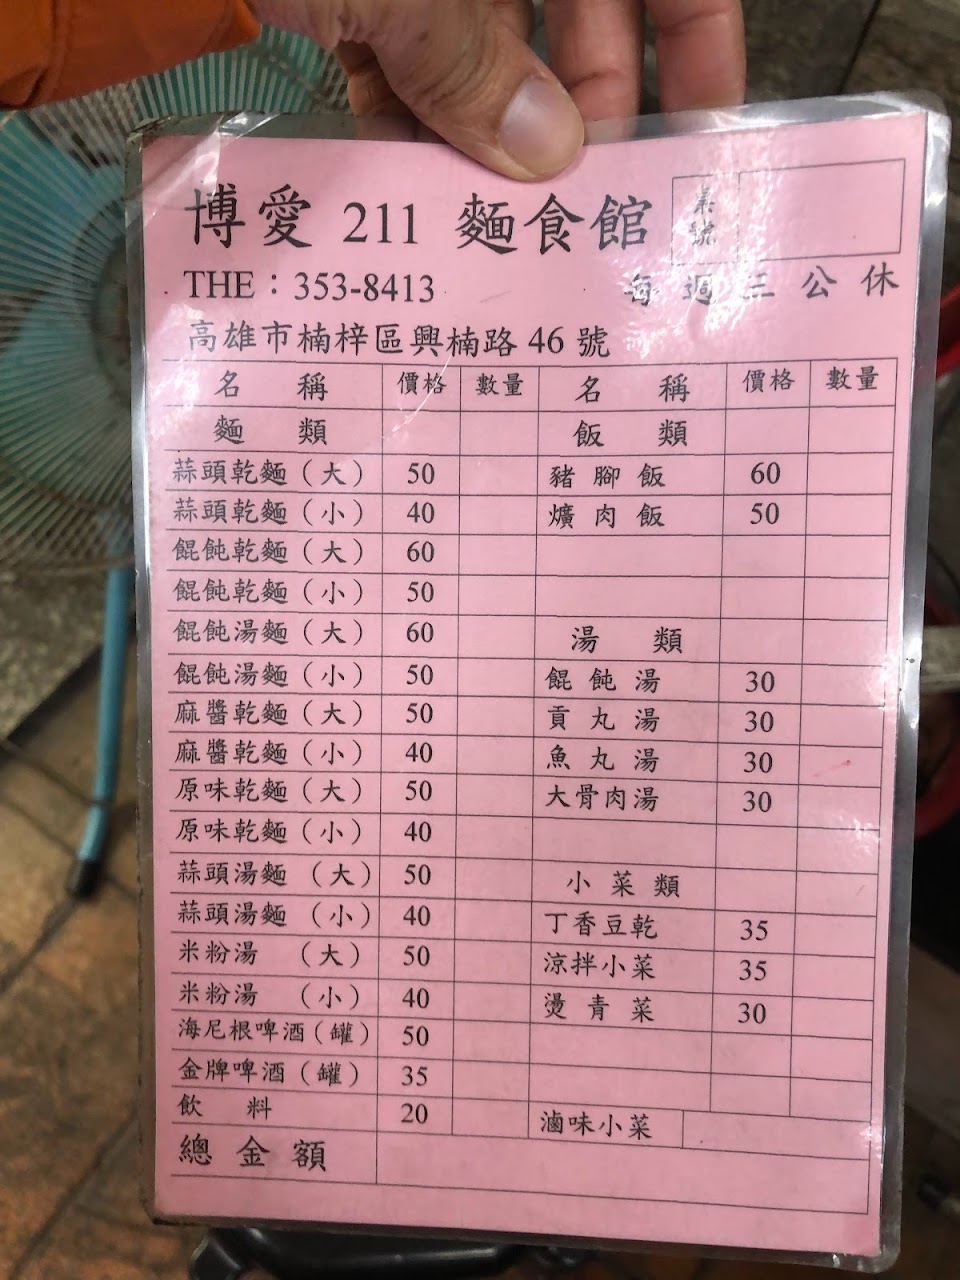 博愛 211 麵食館
桌號
THE：353-8413
每週三公休
高雄市楠梓區興楠路 46 號
名稱 價格 數量 名稱 價格 數量
麵類 飯類
蒜頭乾麵（大） 50 豬腳飯 60
蒜頭乾麵（小） 40 爌肉飯 50
餛飩乾麵（大） 60
餛飩乾麵（小） 50
餛飩湯麵（大） 60 湯類
餛飩湯麵（小） 50 餛飩湯 30
麻醬乾麵（大） 50 貢丸湯 30
麻醬乾麵（小） 40 魚丸湯 30
原味乾麵（大） 50 大骨肉湯 30
原味乾麵（小） 40
蒜頭湯麵（大） 50 小菜類
蒜頭湯麵（小） 40 丁香豆乾 35
米粉湯（大） 50 涼拌小菜 35
米粉湯（小） 40 燙青菜 30
海尼根啤酒（罐） 50
金牌啤酒（罐） 35
飲料 20 滷味小菜
總金額